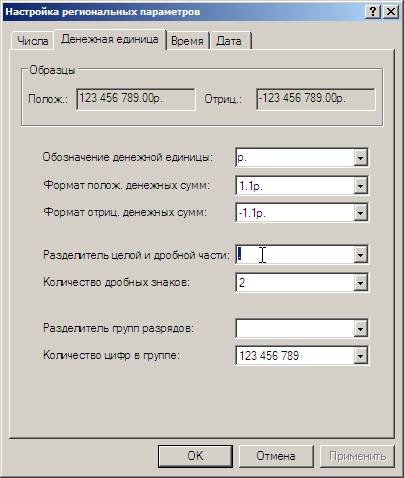 Настройка региональных параметров
Числа Денежная единица Время Дата
Образцы
Полож.: 123 456 789.00р. Отриц.: -123 456 789.00р.
Обозначение денежной единицы: р.
Формат полож. денежных сумм: 1.1р.
Формат отриц. денежных сумм: -1.1р.
Разделитель целой и дробной части: .
Количество дробных знаков: 2
Разделитель групп разрядов:
Количество цифр в группе: 123 456 789
OK Отмена Применить